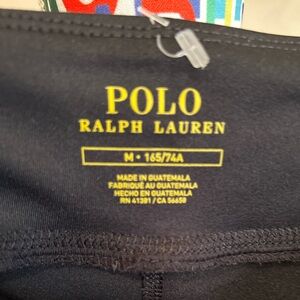 POLO
RALPH LAUREN
M • 165/74A
MADE IN GUATEMALA
FABRIQUÉ AU GUATEMALA
HECHO EN GUATEMALA
RN 41381 / CA 56658